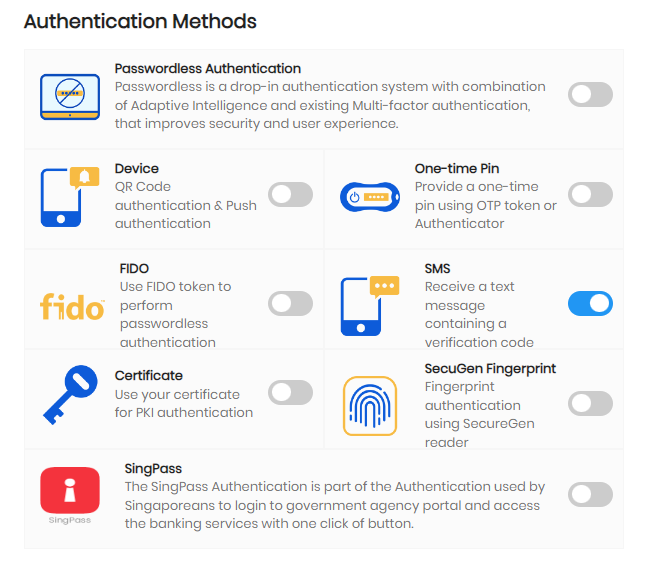 Authentication Methods
Passwordless Authentication
Passwordless is a drop-in authentication system with combination
of Adaptive Intelligence and existing Multi-factor authentication,
that improves security and user experience.
Device
QR Code
authentication & Push
authentication
One-time Pin
Provide a one-time
pin using OTP token or
Authenticator
fido
FIDO
Use FIDO token to
perform
passwordless
authentication
SMS
Receive a text
message
containing a
verification code
Certificate
Use your certificate
for PKI authentication
SecuGen Fingerprint
Fingerprint
authentication
using SecureGen
reader
SingPass
SingPass
The SingPass Authentication is part of the Authentication used by
Singaporeans to login to government agency portal and access
the banking services with one click of button.